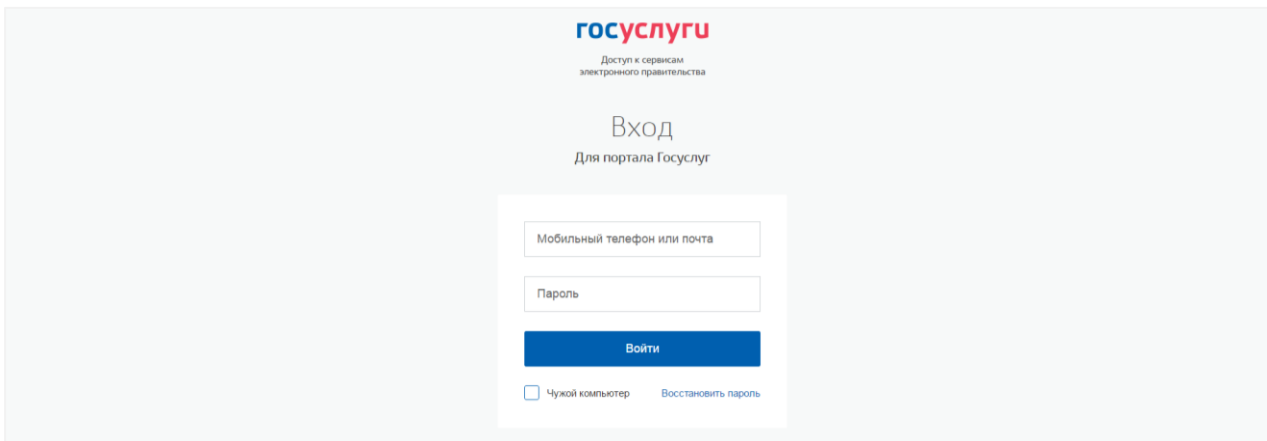 госуслуги
Доступ к сервисам
электронного правительства
Вход
Для портала Госуслуг
Мобильный телефон или почта
Пароль
Войти
Чужой компьютер Восстановить пароль